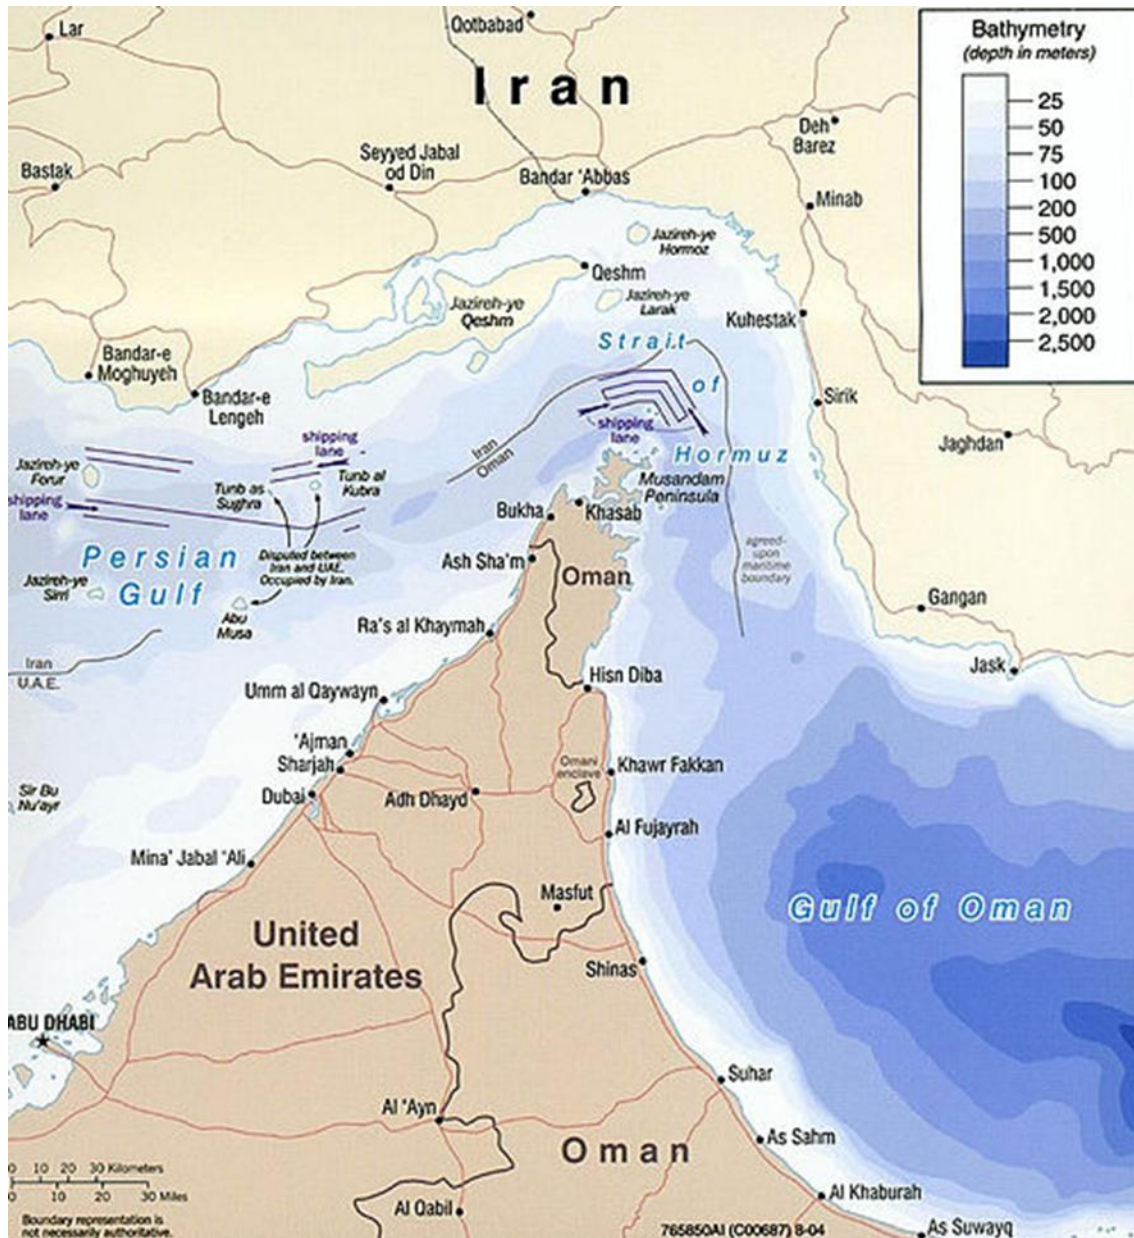 Lar
Qotbabad
Iran
Bathymetry
(depth in meters)
25
50
75
100
200
500
1,000
1,500
2,000
2,500
Deh
Barez
Bastak
Seyyed Jabal
od Din
Bandar 'Abbas
Minab
Jazireh-ye
Hormoz
Qeshm
Jazireh-ye
Qeshm
Jazireh-ye
Larak
Kuhestak
Strait
of
Hormuz
Bandar-e
Moghuyeh
Bandar-e
Lengeh
Sirik
Jaghdan
shipping
lane
shipping
lane
Iran
Oman
Jazireh-ye
Forur
Tunb as
Sughra
Tunb al
Kubra
Musandam
Peninsula
shipping
lane
Bukha
Khasab
Persian
Gulf
Disputed between
Iran and UAE.
Occupied by Iran.
Ash Sha'm
Oman
agreed-
upon
maritime
boundary
Jazireh-ye
Sirri
Abu
Musa
Gangan
Ra's al Khaymah
Iran
U.A.E.
Jask
Hisn Diba
Umm al Qaywayn
'Ajman
Sharjah
Omani
enclave
Khawr Fakkan
Sir Bu
Nu'ayr
Dubai
Adh Dhayd
Al Fujayrah
Mina' Jabal 'Ali
Masfut
Gulf of Oman
United
Arab Emirates
Shinas
ABU DHABI
Suhar
Al 'Ayn
As Sahm
Oman
0 10 20 30 Kilometers
0 10 20 30 Miles
Al Khaburah
Al Qabil
Boundary representation is
not necessarily authoritative.
765850AI (C00687) 8-04
As Suwayq